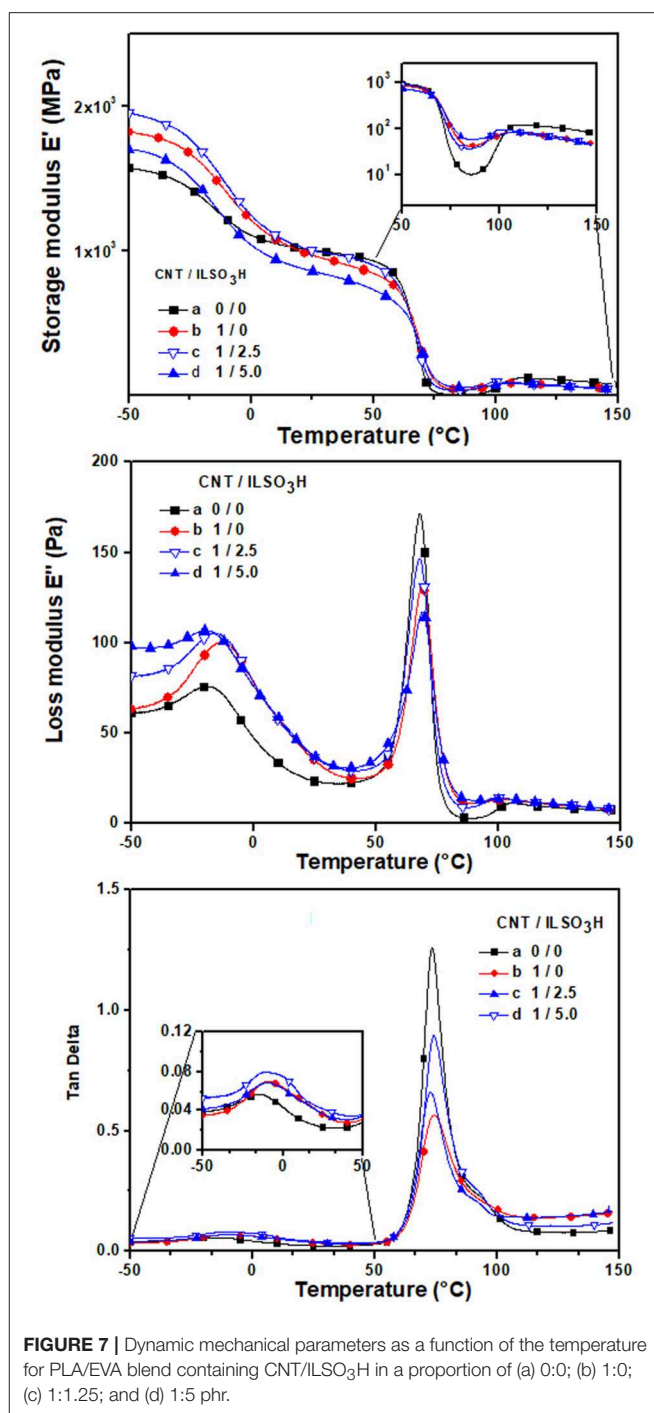 Storage modulus E' (MPa)
2x10³
1x10³
10³
10²
10¹
50 75 100 125 150
CNT / ILSO₃H
a 0 / 0
b 1 / 0
c 1 / 2.5
d 1 / 5.0
-50 0 50 100 150
Temperature (°C)
Loss modulus E'' (Pa)
200
150
100
50
0
CNT / ILSO₃H
a 0 / 0
b 1 / 0
c 1 / 2.5
d 1 / 5.0
-50 0 50 100 150
Temperature (°C)
Tan Delta
1.5
1.0
0.5
0.0
CNT / ILSO₃H
a 0 / 0
b 1 / 0
c 1 / 2.5
d 1 / 5.0
0.12
0.08
0.04
0.00
-50 0 50
-50 0 50 100 150
Temperature (°C)
FIGURE 7 | Dynamic mechanical parameters as a function of the temperature
for PLA/EVA blend containing CNT/ILSO₃H in a proportion of (a) 0:0; (b) 1:0;
(c) 1:1.25; and (d) 1:5 phr.